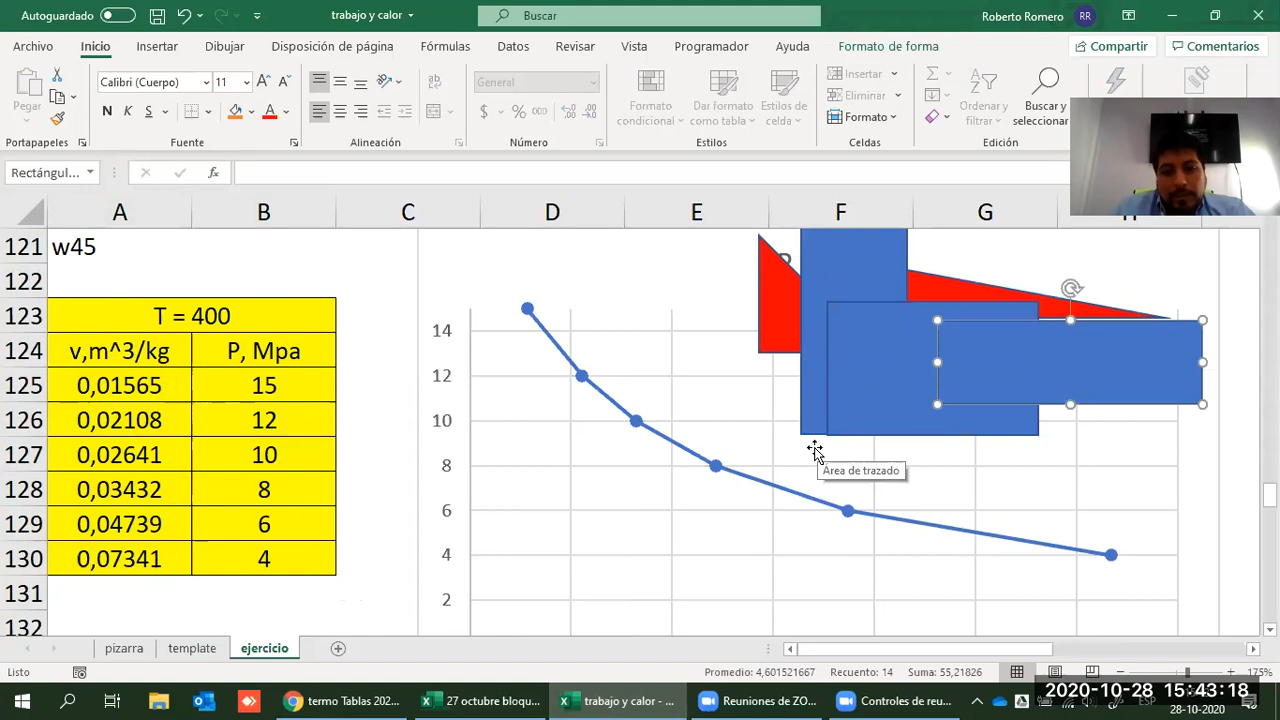 Autoguardado
trabajo y calor
Buscar
Roberto Romero
RR
Archivo Inicio Insertar Dibujar Disposición de página Fórmulas Datos Revisar Vista Programador Ayuda Formato de forma
Compartir Comentarios
Pegar
Calibri (Cuerpo) 11
N K S
General
$ % 000
Formato condicional
Dar formato como tabla
Estilos de celda
Insertar
Eliminar
Formato
Ordenar y filtrar
Buscar y seleccionar
Portapapeles Fuente Alineación Número Estilos Celdas Edición
Rectángul...
fx
A B C D E F G H
121 w45
122
123 T = 400
124 v,m^3/kg P, Mpa
125 0,01565 15
126 0,02108 12
127 0,02641 10
128 0,03432 8
129 0,04739 6
130 0,07341 4
131
132
14
12
10
8
6
4
2
Área de trazado
pizarra template ejercicio
Listo
Promedio: 4,601521667 Recuento: 14 Suma: 55,21826
175%
termo Tablas 202...
27 octubre bloqu...
trabajo y calor - ...
Reuniones de ZO...
Controles de reu...
ESP
2020-10-28 15:43:18
28-10-2020